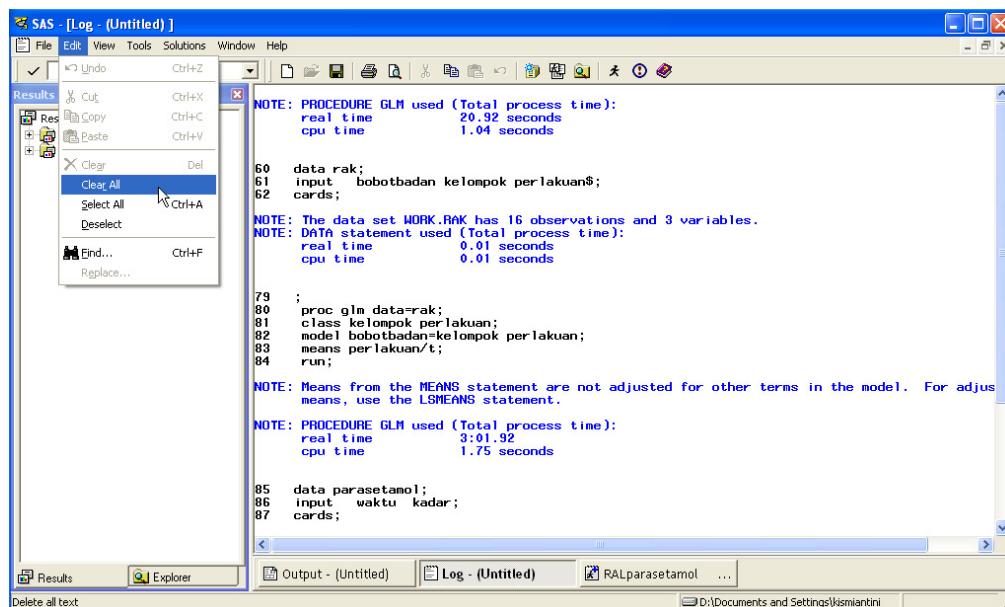 SAS - [Log - (Untitled) ]
File Edit View Tools Solutions Window Help
Undo Ctrl+Z
Cut Ctrl+X
Copy Ctrl+C
Paste Ctrl+V
Clear Del
Clear All
Select All Ctrl+A
Deselect
Find... Ctrl+F
Replace...
Results
Res
NOTE: PROCEDURE GLM used (Total process time):
real time 20.92 seconds
cpu time 1.04 seconds
60 data rak;
61 input bobotbadan kelompok perlakuan$;
62 cards;
NOTE: The data set WORK.RAK has 16 observations and 3 variables.
NOTE: DATA statement used (Total process time):
real time 0.01 seconds
cpu time 0.01 seconds
79 ;
80 proc glm data=rak;
81 class kelompok perlakuan;
82 model bobotbadan=kelompok perlakuan;
83 means perlakuan/t;
84 run;
NOTE: Means from the MEANS statement are not adjusted for other terms in the model. For adjus
means, use the LSMEANS statement.
NOTE: PROCEDURE GLM used (Total process time):
real time 3:01.92
cpu time 1.75 seconds
85 data parasetamol;
86 input waktu kadar;
87 cards;
Results Explorer
Output - (Untitled) Log - (Untitled) RALparasetamol ...
Delete all text
D:\Documents and Settings\kismiantini